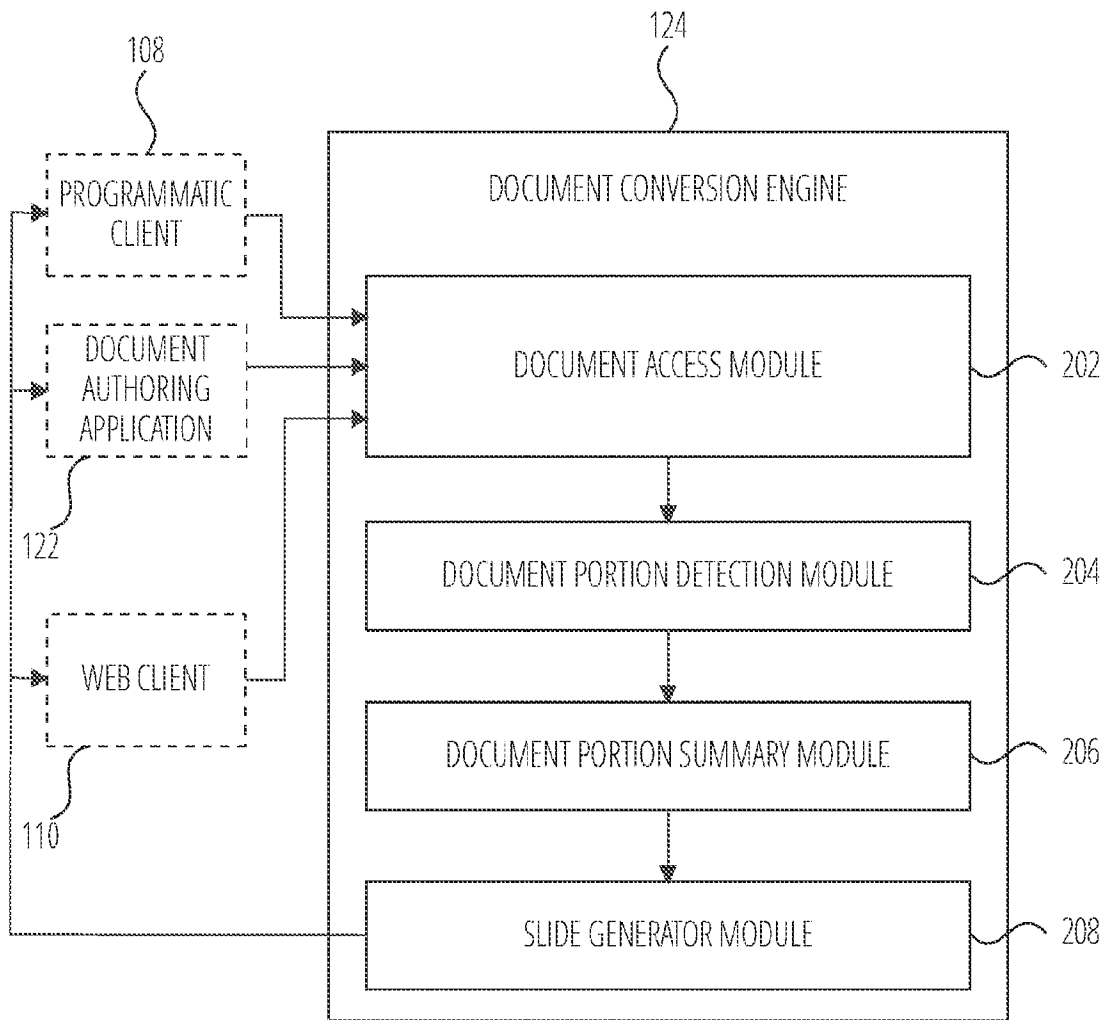 108
124
PROGRAMMATIC
CLIENT
DOCUMENT CONVERSION ENGINE
DOCUMENT
AUTHORING
APPLICATION
DOCUMENT ACCESS MODULE
202
122
DOCUMENT PORTION DETECTION MODULE
204
WEB CLIENT
DOCUMENT PORTION SUMMARY MODULE
206
110
SLIDE GENERATOR MODULE
208